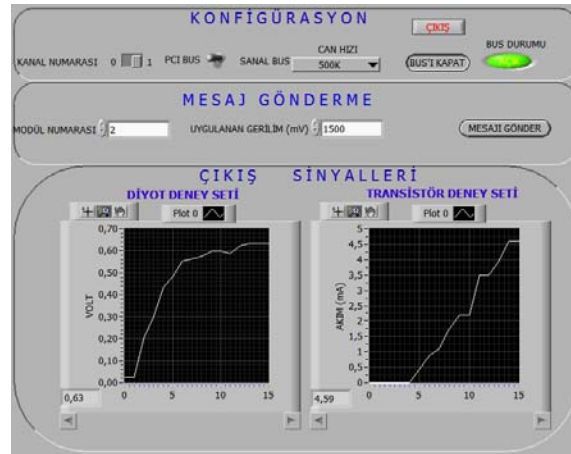 KONFİGÜRASYON
ÇIKIŞ
KANAL NUMARASI 0 1 PCI BUS SANAL BUS
CAN HIZI
500K
BUS'I KAPAT
BUS DURUMU
MESAJ GÖNDERME
MODÜL NUMARASI 2 UYGULANAN GERİLİM (mV) 1500 MESAJI GÖNDER
ÇIKIŞ SİNYALLERİ
DİYOT DENEY SETİ
Plot 0
VOLT
0,70
0,60
0,50
0,40
0,30
0,20
0,10
0,00
0 5 10 15
0,63
TRANSİSTÖR DENEY SETİ
Plot 0
AKIM (mA)
5
4,5
4
3,5
3
2,5
2
1,5
1
0,5
0
0 5 10 15
4,59